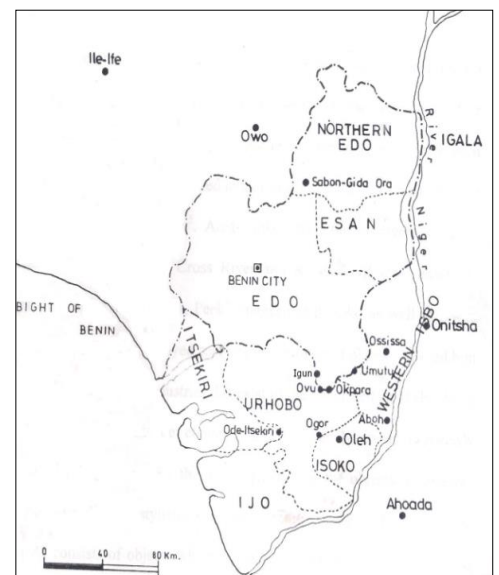 Ile-Ife
Owo
NORTHERN
EDO
River
IGALA
Sabon-Gida Ora
ESAN
Niger
BENIN CITY
EDO
BIGHT OF
BENIN
Onitsha
WESTERN IGBO
Ossissa
ITSEKIRI
Igun
Umutu
Ovu
Okpara
URHOBO
Aboh
Ode-Itsekiri
Ogor
Oleh
ISOKO
IJO
Ahoada
0 40 80 Km.